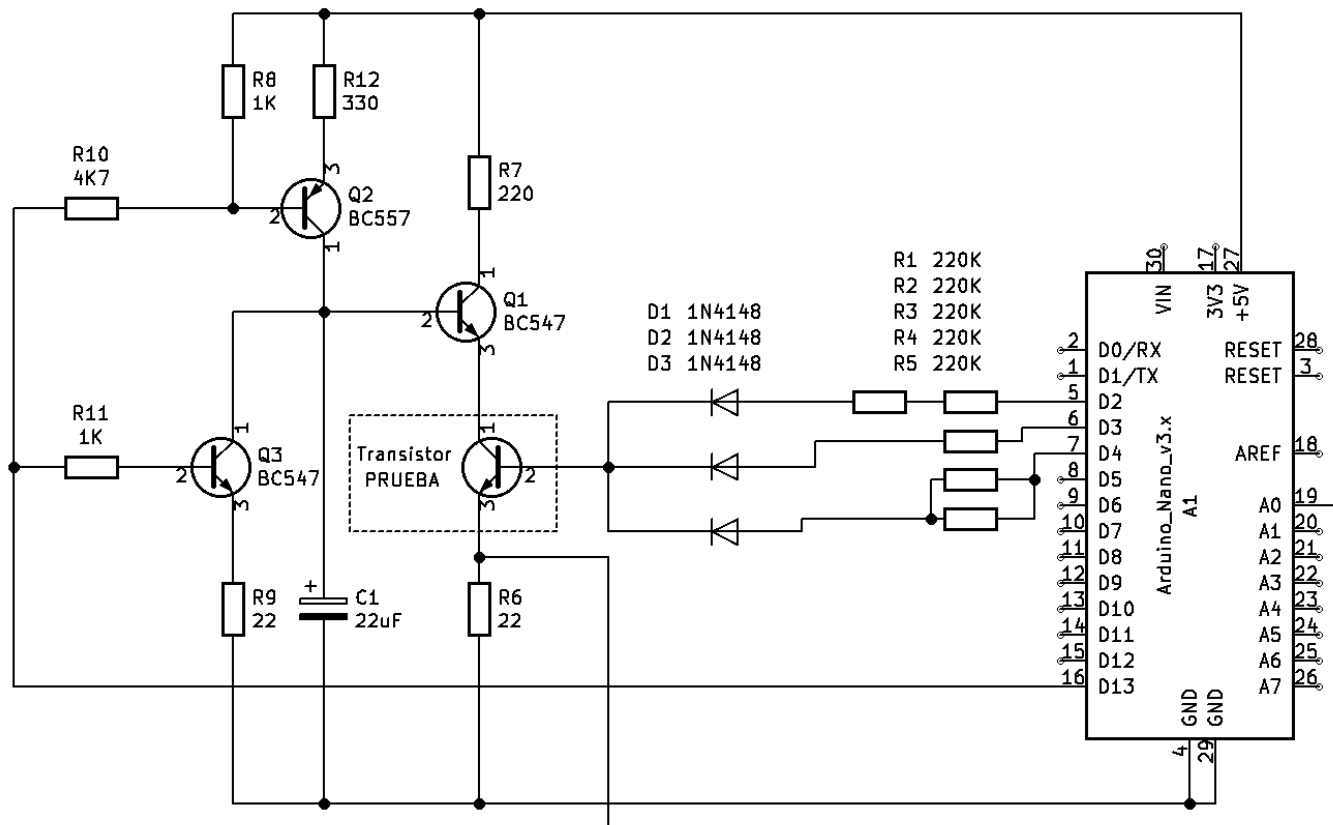 R8
1K
R12
330
R10
4K7
R7
220
3
Q2
BC557
2
1
1
Q1
BC547
2
3
R11
1K
1
Q3
BC547
2
3
Transistor
PRUEBA
1
2
3
R9
22
+
C1
22uF
R6
22
D1 1N4148
D2 1N4148
D3 1N4148
R1 220K
R2 220K
R3 220K
R4 220K
R5 220K
30
17
27
VIN
3V3
+5V
2 D0/RX
1 D1/TX
5 D2
6 D3
7 D4
8 D5
9 D6
10 D7
11 D8
12 D9
13 D10
14 D11
15 D12
16 D13
Arduino_Nano_v3.x
A1
RESET 28
RESET 3
AREF 18
A0 19
A1 20
A2 21
A3 22
A4 23
A5 24
A6 25
A7 26
GND
GND
4
29